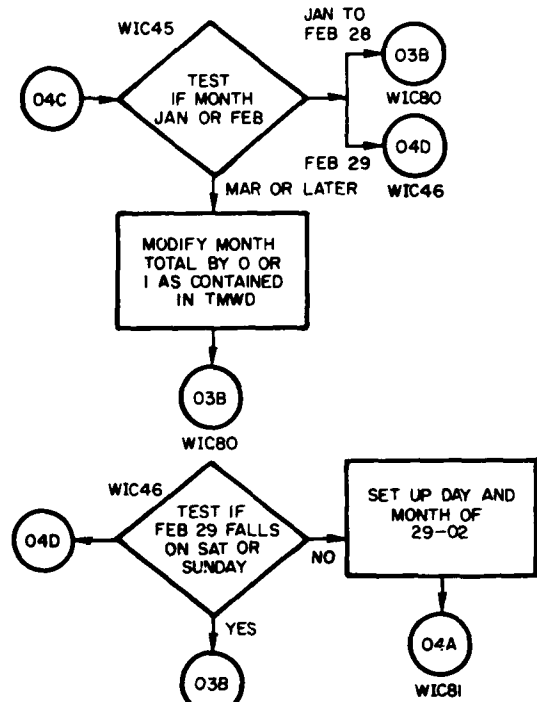 WIC45
JAN TO
FEB 28
04C
TEST
IF MONTH
JAN OR FEB
03B
WIC80
FEB 29
04D
WIC46
MAR OR LATER
MODIFY MONTH
TOTAL BY 0 OR
1 AS CONTAINED
IN TMWD
03B
WIC80
WIC46
04D
TEST IF
FEB 29 FALLS
ON SAT OR
SUNDAY
NO
SET UP DAY AND
MONTH OF
29-02
YES
03B
04A
WIC81